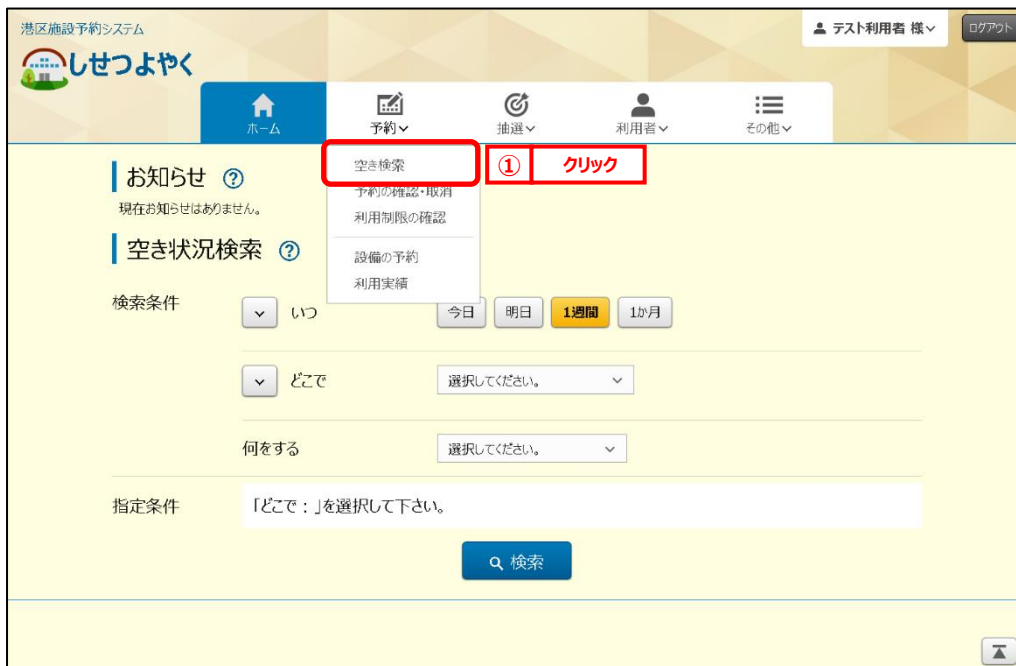 港区施設予約システム
テスト利用者 様
ログアウト
しせつよやく
ホーム
予約
抽選
利用者
その他
空き検索
① クリック
予約の確認・取消
利用制限の確認
設備の予約
利用実績
お知らせ ?
現在お知らせはありません。
空き状況検索 ?
検索条件
いつ
今日 明日 1週間 1か月
どこで
選択してください。
何をする
選択してください。
指定条件
「どこで：」を選択して下さい。
検索